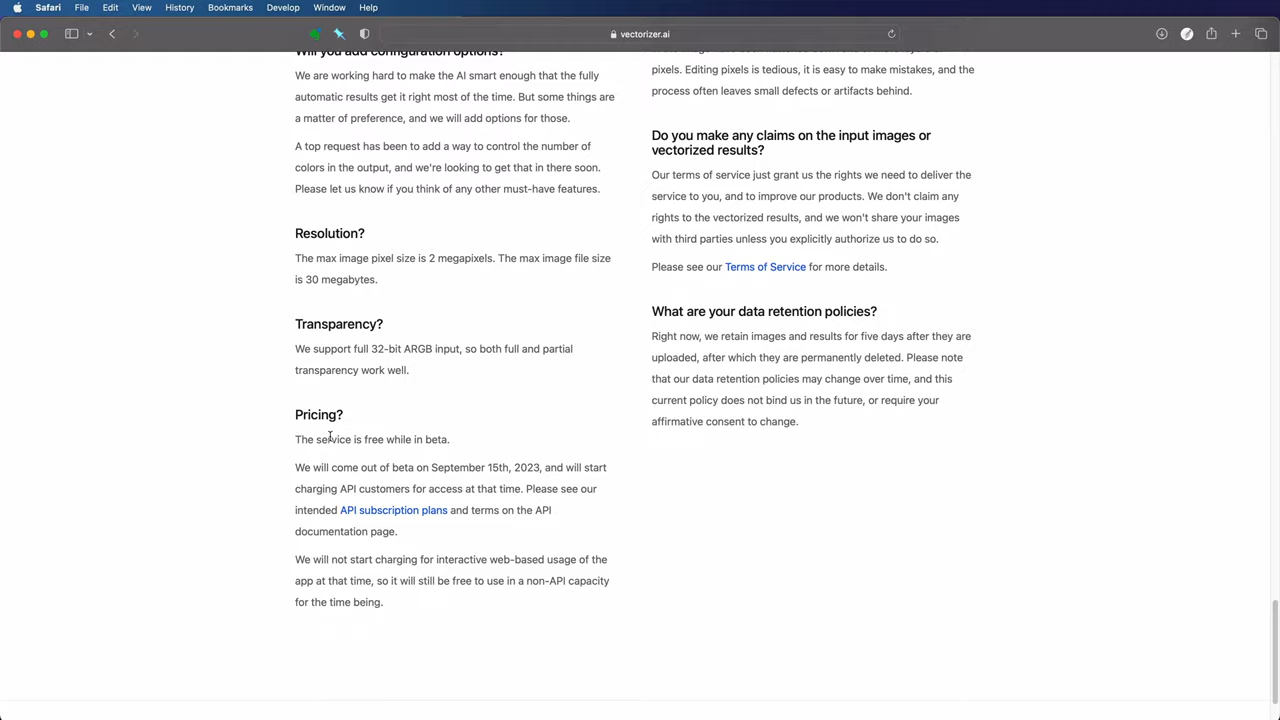 Safari File Edit View History Bookmarks Develop Window Help
vectorizer.ai
Will you add configuration options?
We are working hard to make the AI smart enough that the fully
automatic results get it right most of the time. But some things are
a matter of preference, and we will add options for those.
A top request has been to add a way to control the number of
colors in the output, and we're looking to get that in there soon.
Please let us know if you think of any other must-have features.
Resolution?
The max image pixel size is 2 megapixels. The max image file size
is 30 megabytes.
Transparency?
We support full 32-bit ARGB input, so both full and partial
transparency work well.
Pricing?
The service is free while in beta.
We will come out of beta on September 15th, 2023, and will start
charging API customers for access at that time. Please see our
intended API subscription plans and terms on the API
documentation page.
We will not start charging for interactive web-based usage of the
app at that time, so it will still be free to use in a non-API capacity
for the time being.
pixels. Editing pixels is tedious, it is easy to make mistakes, and the
process often leaves small defects or artifacts behind.
Do you make any claims on the input images or
vectorized results?
Our terms of service just grant us the rights we need to deliver the
service to you, and to improve our products. We don't claim any
rights to the vectorized results, and we won't share your images
with third parties unless you explicitly authorize us to do so.
Please see our Terms of Service for more details.
What are your data retention policies?
Right now, we retain images and results for five days after they are
uploaded, after which they are permanently deleted. Please note
that our data retention policies may change over time, and this
current policy does not bind us in the future, or require your
affirmative consent to change.